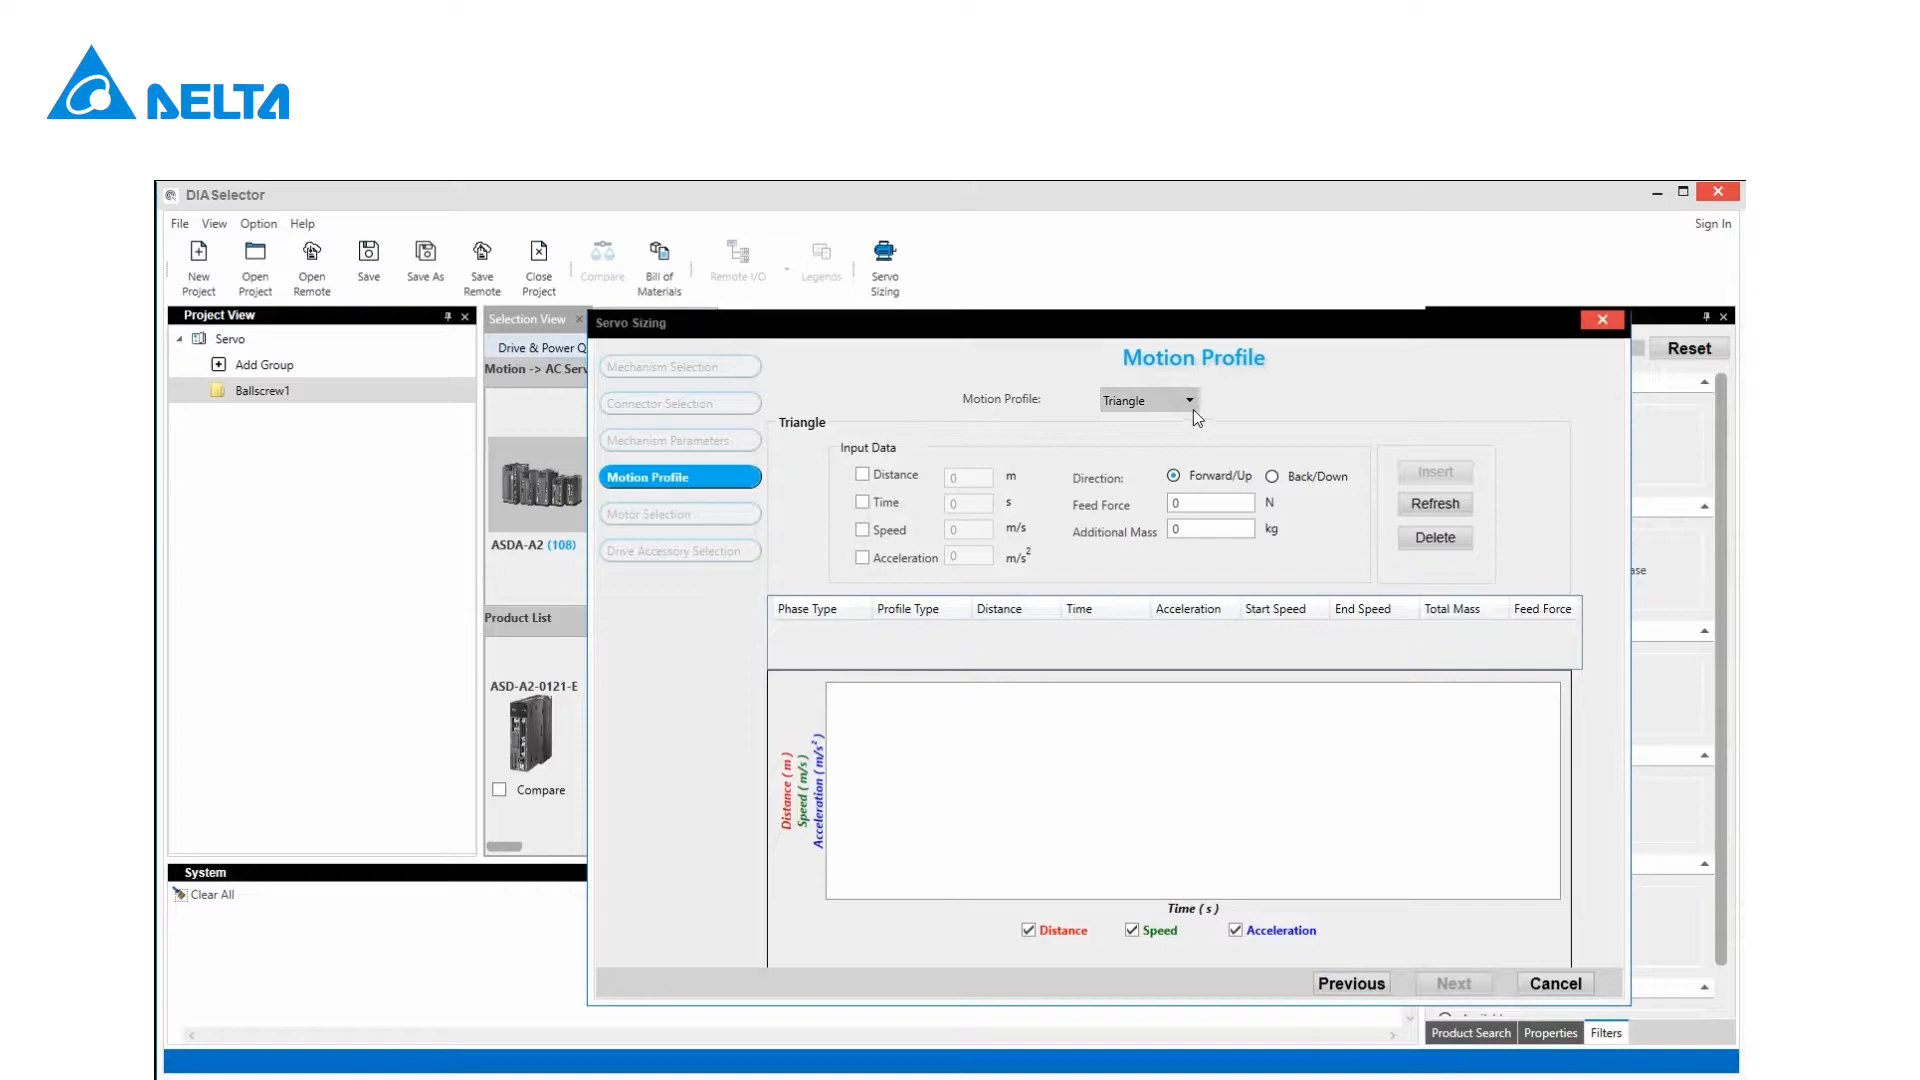 DELTA
DIASelector
File View Option Help Sign In
New Project
Open Project
Open Remote
Save
Save As
Save Remote
Close Project
Compare
Bill of Materials
Remote I/O
Legends
Servo Sizing
Project View
Servo
Add Group
Ballscrew1
Selection View
Drive & Power Q
Motion -> AC Serv
ASDA-A2 (108)
Product List
ASD-A2-0121-E
Compare
System
Clear All
Servo Sizing
Mechanism Selection
Connector Selection
Mechanism Parameters
Motion Profile
Motor Selection
Drive Accessory Selection
Motion Profile
Motion Profile: Triangle
Triangle
Input Data
Distance 0 m
Time 0 s
Speed 0 m/s
Acceleration 0 m/s²
Direction: Forward/Up Back/Down
Feed Force 0 N
Additional Mass 0 kg
Insert
Refresh
Delete
Phase Type Profile Type Distance Time Acceleration Start Speed End Speed Total Mass Feed Force
Distance ( m )
Speed ( m/s )
Acceleration ( m/s² )
Time ( s )
Distance Speed Acceleration
Previous Next Cancel
Reset
ase
Product Search Properties Filters